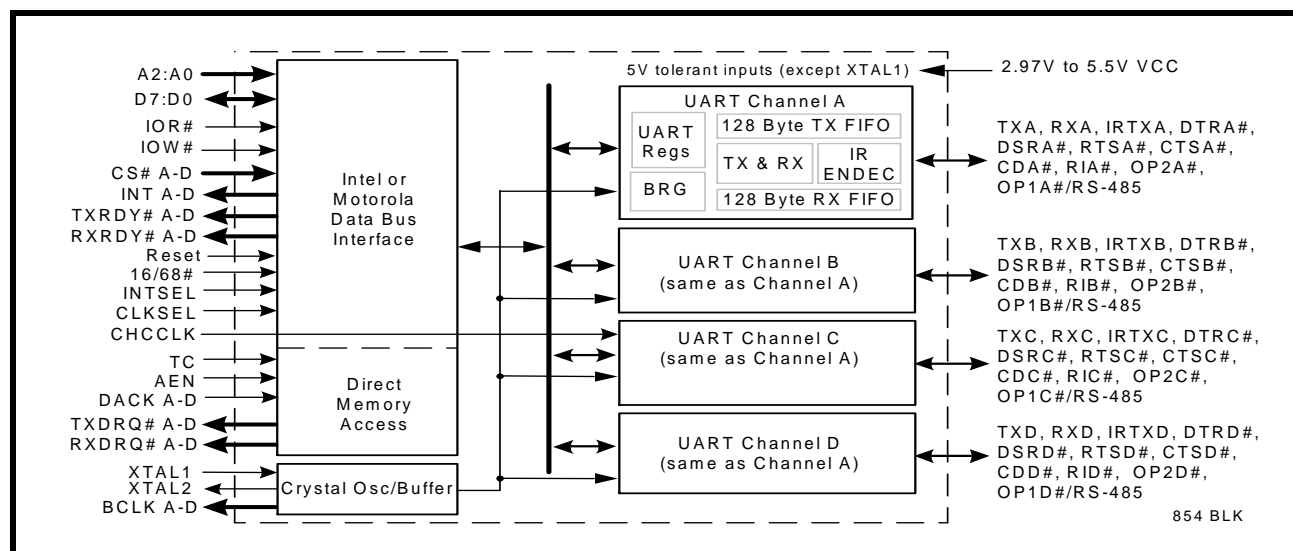 A2:A0
D7:D0
IOR#
IOW#
CS# A-D
INT A-D
TXRDY# A-D
RXRDY# A-D
Reset
16/68#
INTSEL
CLKSEL
CHCCLK
TC
AEN
DACK A-D
TXDRQ# A-D
RXDRQ# A-D
XTAL1
XTAL2
BCLK A-D
Intel or
Motorola
Data Bus
Interface
Direct
Memory
Access
Crystal Osc/Buffer
5V tolerant inputs (except XTAL1)
2.97V to 5.5V VCC
UART Channel A
UART
Regs
BRG
128 Byte TX FIFO
TX & RX
IR
ENDEC
128 Byte RX FIFO
UART Channel B
(same as Channel A)
UART Channel C
(same as Channel A)
UART Channel D
(same as Channel A)
TXA, RXA, IRTXA, DTRA#,
DSRA#, RTSA#, CTSA#,
CDA#, RIA#, OP2A#,
OP1A#/RS-485
TXB, RXB, IRTXB, DTRB#,
DSRB#, RTSB#, CTSB#,
CDB#, RIB#, OP2B#,
OP1B#/RS-485
TXC, RXC, IRTXC, DTRC#,
DSRC#, RTSC#, CTSC#,
CDC#, RIC#, OP2C#,
OP1C#/RS-485
TXD, RXD, IRTXD, DTRD#,
DSRD#, RTSD#, CTSD#,
CDD#, RID#, OP2D#,
OP1D#/RS-485
854 BLK